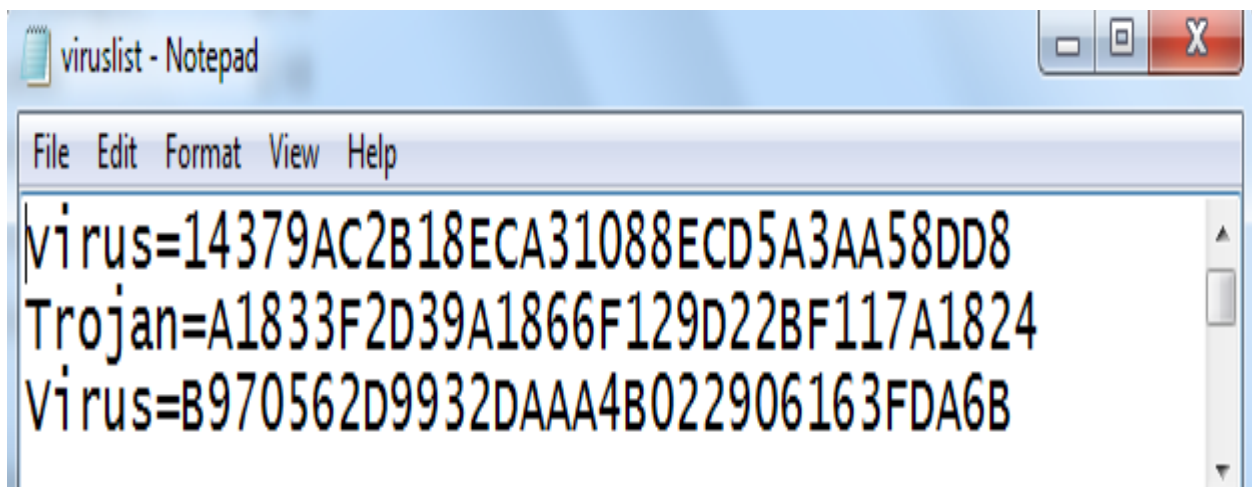 viruslist - Notepad
File Edit Format View Help
virus=14379AC2B18ECA31088ECD5A3AA58DD8
Trojan=A1833F2D39A1866F129D22BF117A1824
Virus=B970562D9932DAAA4B022906163FDA6B